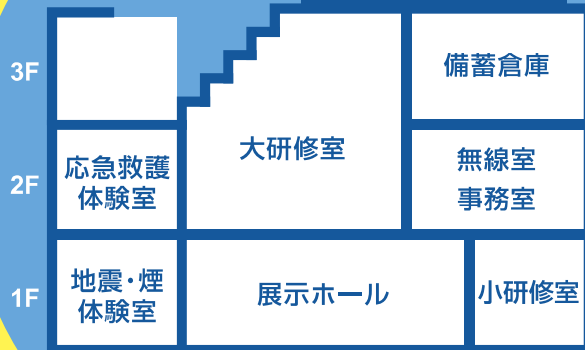 3F
備蓄倉庫
大研修室
2F
応急救護
体験室
無線室
事務室
1F
地震・煙
体験室
展示ホール
小研修室